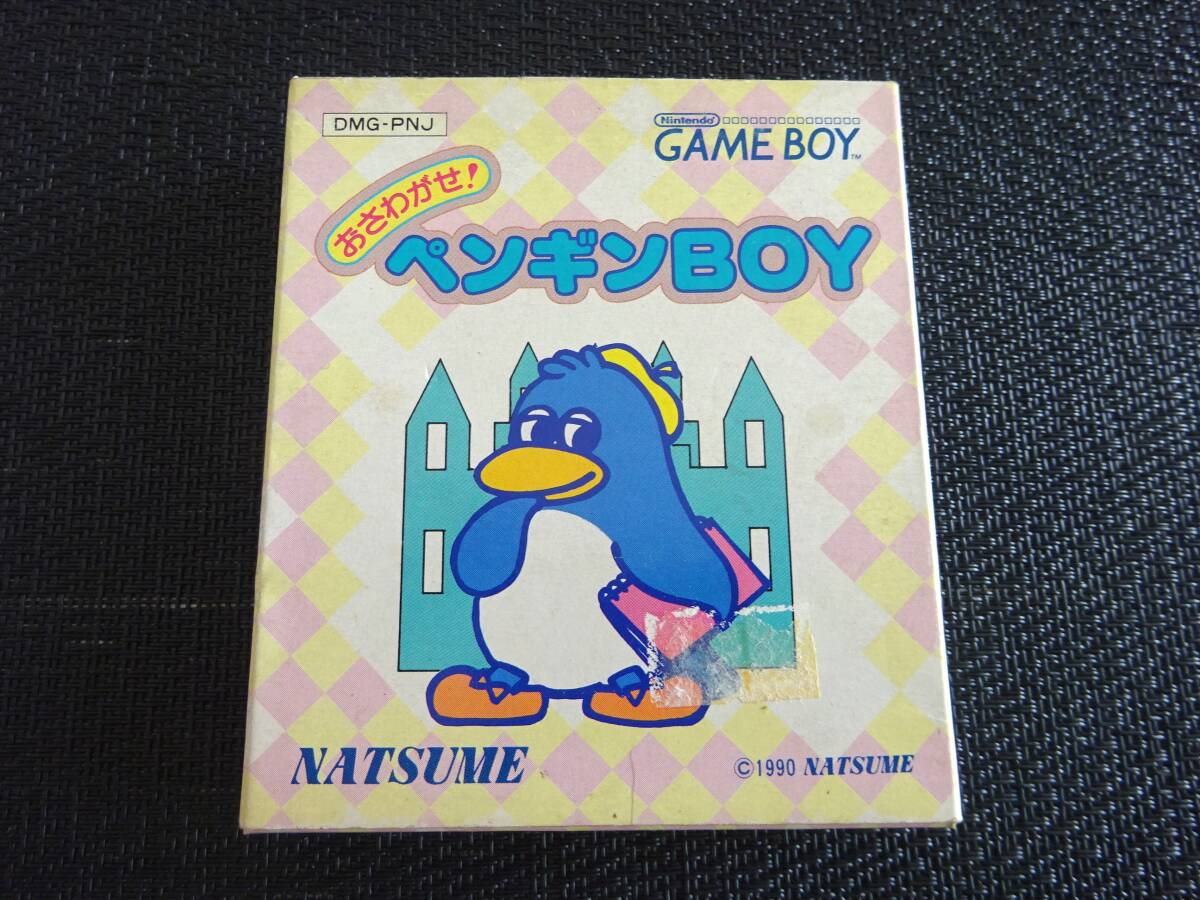 DMG-PNJ
Nintendo
GAME BOY™
おさわがせ!
ペンギンBOY
NATSUME
©1990 NATSUME